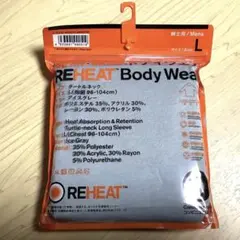 紳士用/Mens
L
REHEAT Body Wea
タートルネック
L(胸囲 96-104cm)
アイスグレー
ポリエステル 35%, アクリル 30%,
レーヨン 30%, ポリウレタン 5%
Heat Absorption & Retention
Turtle-neck Long Sleeve
L(Chest 96-104cm)
Ice Gray
35% Polyester
30% Acrylic, 30% Rayon
5% Polyurethane
REHEAT™